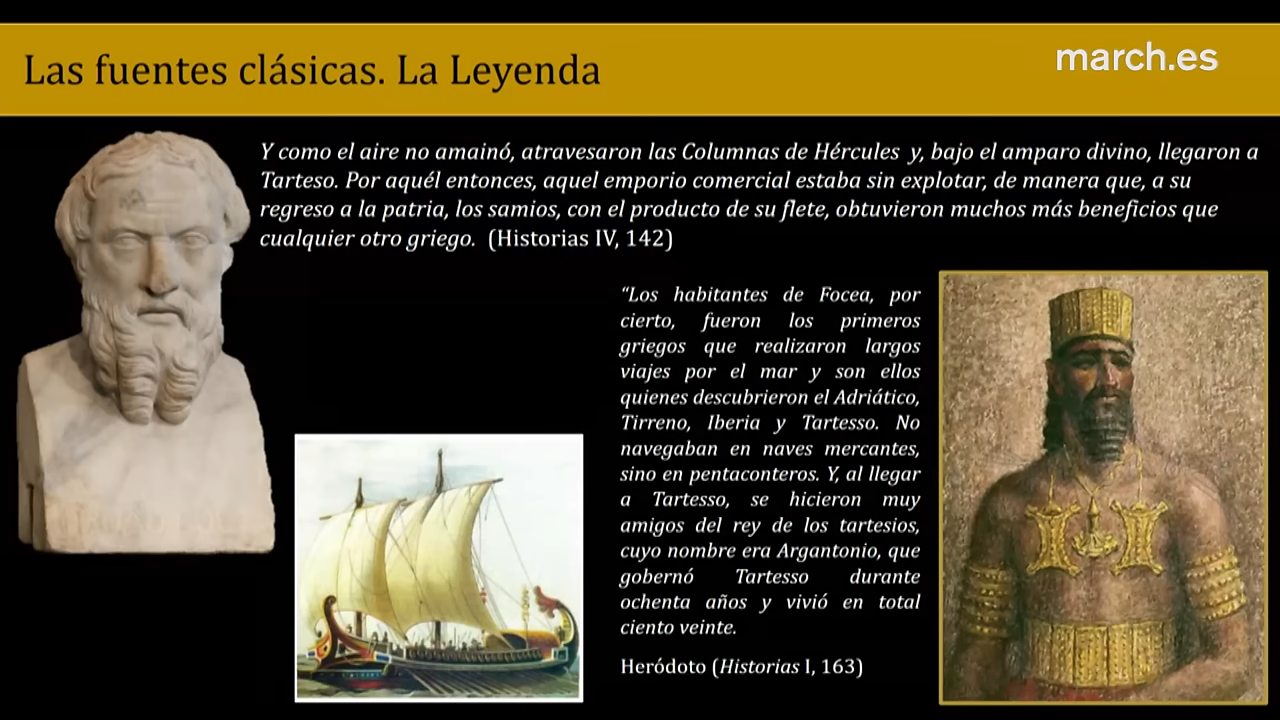 Las fuentes clásicas. La Leyenda
march.es
Y como el aire no amainó, atravesaron las Columnas de Hércules y, bajo el amparo divino, llegaron a
Tarteso. Por aquél entonces, aquel emporio comercial estaba sin explotar, de manera que, a su
regreso a la patria, los samios, con el producto de su flete, obtuvieron muchos más beneficios que
cualquier otro griego. (Historias IV, 142)
“Los habitantes de Focea, por
cierto, fueron los primeros
griegos que realizaron largos
viajes por el mar y son ellos
quienes descubrieron el Adriático,
Tirreno, Iberia y Tartesso. No
navegaban en naves mercantes,
sino en pentaconteros. Y, al llegar
a Tartesso, se hicieron muy
amigos del rey de los tartesios,
cuyo nombre era Argantonio, que
gobernó Tartesso durante
ochenta años y vivió en total
ciento veinte.
Heródoto (Historias I, 163)